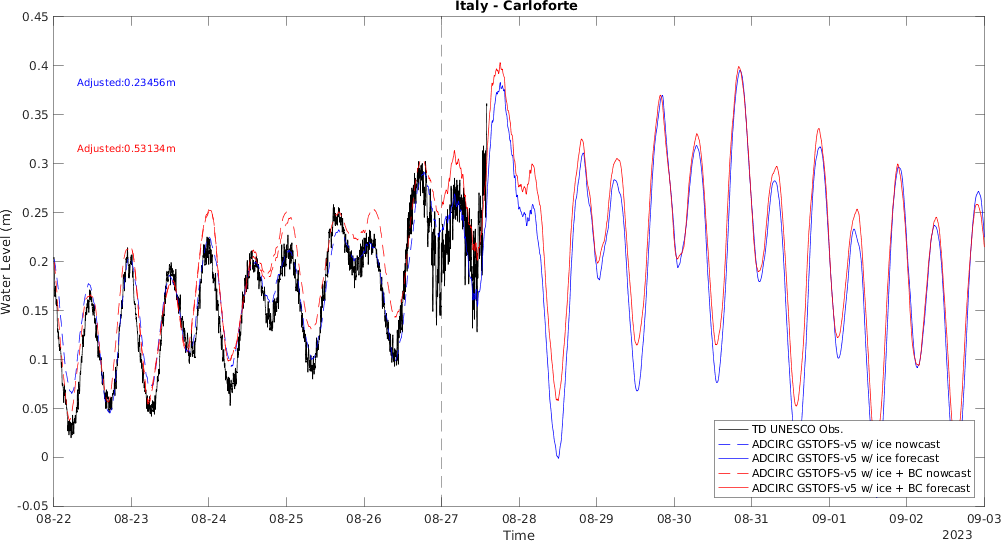 Italy - Carloforte
0.45
0.4
0.35
0.3
0.25
0.2
0.15
0.1
0.05
0
-0.05
Water Level (m)
Adjusted:0.23456m
Adjusted:0.53134m
TD UNESCO Obs.
ADCIRC GSTOFS-v5 w/ ice nowcast
ADCIRC GSTOFS-v5 w/ ice forecast
ADCIRC GSTOFS-v5 w/ ice + BC nowcast
ADCIRC GSTOFS-v5 w/ ice + BC forecast
08-22 08-23 08-24 08-25 08-26 08-27 08-28 08-29 08-30 08-31 09-01 09-02 09-03
Time
2023